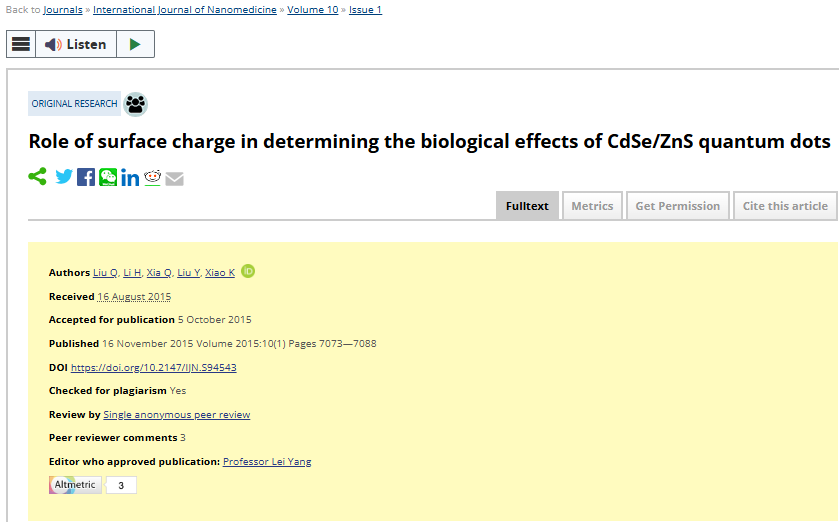 Back to Journals » International Journal of Nanomedicine » Volume 10 » Issue 1
Listen
ORIGINAL RESEARCH
Role of surface charge in determining the biological effects of CdSe/ZnS quantum dots
Fulltext Metrics Get Permission Cite this article
Authors Liu Q, Li H, Xia Q, Liu Y, Xiao K iD
Received 16 August 2015
Accepted for publication 5 October 2015
Published 16 November 2015 Volume 2015:10(1) Pages 7073—7088
DOI https://doi.org/10.2147/IJN.S94543
Checked for plagiarism Yes
Review by Single anonymous peer review
Peer reviewer comments 3
Editor who approved publication: Professor Lei Yang
Altmetric 3